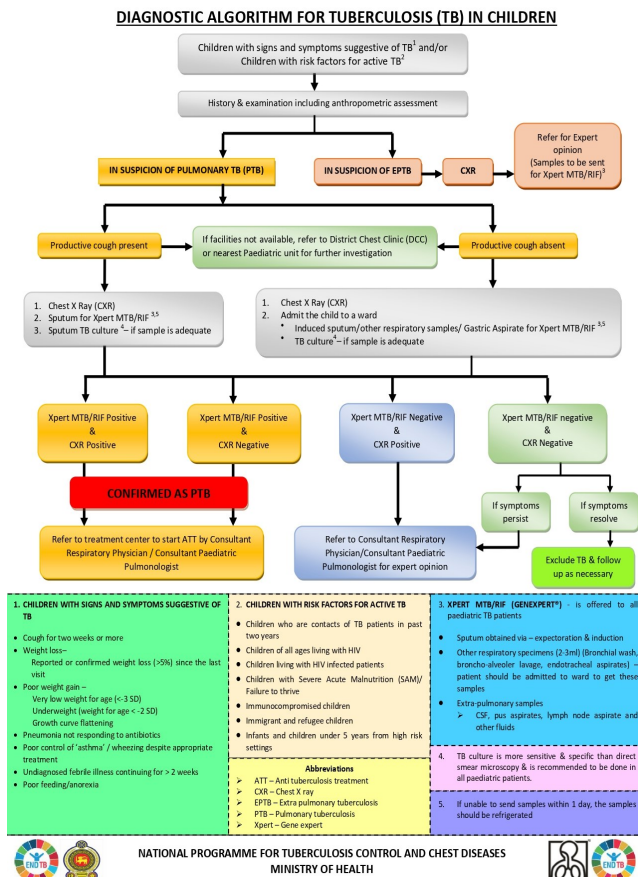 DIAGNOSTIC ALGORITHM FOR TUBERCULOSIS (TB) IN CHILDREN
Children with signs and symptoms suggestive of TB1 and/or
Children with risk factors for active TB2
History & examination including anthropometric assessment
IN SUSPICION OF PULMONARY TB (PTB)
IN SUSPICION OF EPTB
CXR
Refer for Expert
opinion
(Samples to be sent
for Xpert MTB/RIF)3
Productive cough present
If facilities not available, refer to District Chest Clinic (DCC)
or nearest Paediatric unit for further investigation
Productive cough absent
1. Chest X Ray (CXR)
2. Sputum for Xpert MTB/RIF 3,5
3. Sputum TB culture 4– if sample is adequate
1. Chest X Ray (CXR)
2. Admit the child to a ward
• Induced sputum/other respiratory samples/ Gastric Aspirate for Xpert MTB/RIF 3,5
• TB culture4– if sample is adequate
Xpert MTB/RIF Positive
&
CXR Positive
Xpert MTB/RIF Positive
&
CXR Negative
Xpert MTB/RIF Negative
&
CXR Positive
Xpert MTB/RIF negative
&
CXR Negative
CONFIRMED AS PTB
If symptoms
persist
If symptoms
resolve
Refer to treatment center to start ATT by Consultant
Respiratory Physician / Consultant Paediatric
Pulmonologist
Refer to Consultant Respiratory
Physician/Consultant Paediatric
Pulmonologist for expert opinion
Exclude TB & follow
up as necessary
1. CHILDREN WITH SIGNS AND SYMPTOMS SUGGESTIVE OF
TB
• Cough for two weeks or more
• Weight loss–
Reported or confirmed weight loss (>5%) since the last
visit
• Poor weight gain –
Very low weight for age (<-3 SD)
Underweight (weight for age < -2 SD)
Growth curve flattening
• Pneumonia not responding to antibiotics
• Poor control of 'asthma' / wheezing despite appropriate
treatment
• Undiagnosed febrile illness continuing for > 2 weeks
• Poor feeding/anorexia
2. CHILDREN WITH RISK FACTORS FOR ACTIVE TB
• Children who are contacts of TB patients in past
two years
• Children of all ages living with HIV
• Children living with HIV infected patients
• Children with Severe Acute Malnutrition (SAM)/
Failure to thrive
• Immunocompromised children
• Immigrant and refugee children
• Infants and children under 5 years from high risk
settings
Abbreviations
➢ ATT – Anti tuberculosis treatment
➢ CXR – Chest X ray
➢ EPTB – Extra pulmonary tuberculosis
➢ PTB – Pulmonary tuberculosis
➢ Xpert – Gene expert
3. XPERT MTB/RIF (GENEXPERT®) - is offered to all
paediatric TB patients
• Sputum obtained via – expectoration & induction
• Other respiratory specimens (2-3ml) (Bronchial wash,
broncho-alveoler lavage, endotracheal aspirates) –
patient should be admitted to ward to get these
samples
• Extra-pulmonary samples
➢ CSF, pus aspirates, lymph node aspirate and
other fluids
4. TB culture is more sensitive & specific than direct
smear microscopy & is recommended to be done in
all paediatric patients.
5. If unable to send samples within 1 day, the samples
should be refrigerated
END TB
NATIONAL PROGRAMME FOR TUBERCULOSIS CONTROL AND CHEST DISEASES
MINISTRY OF HEALTH
END TB